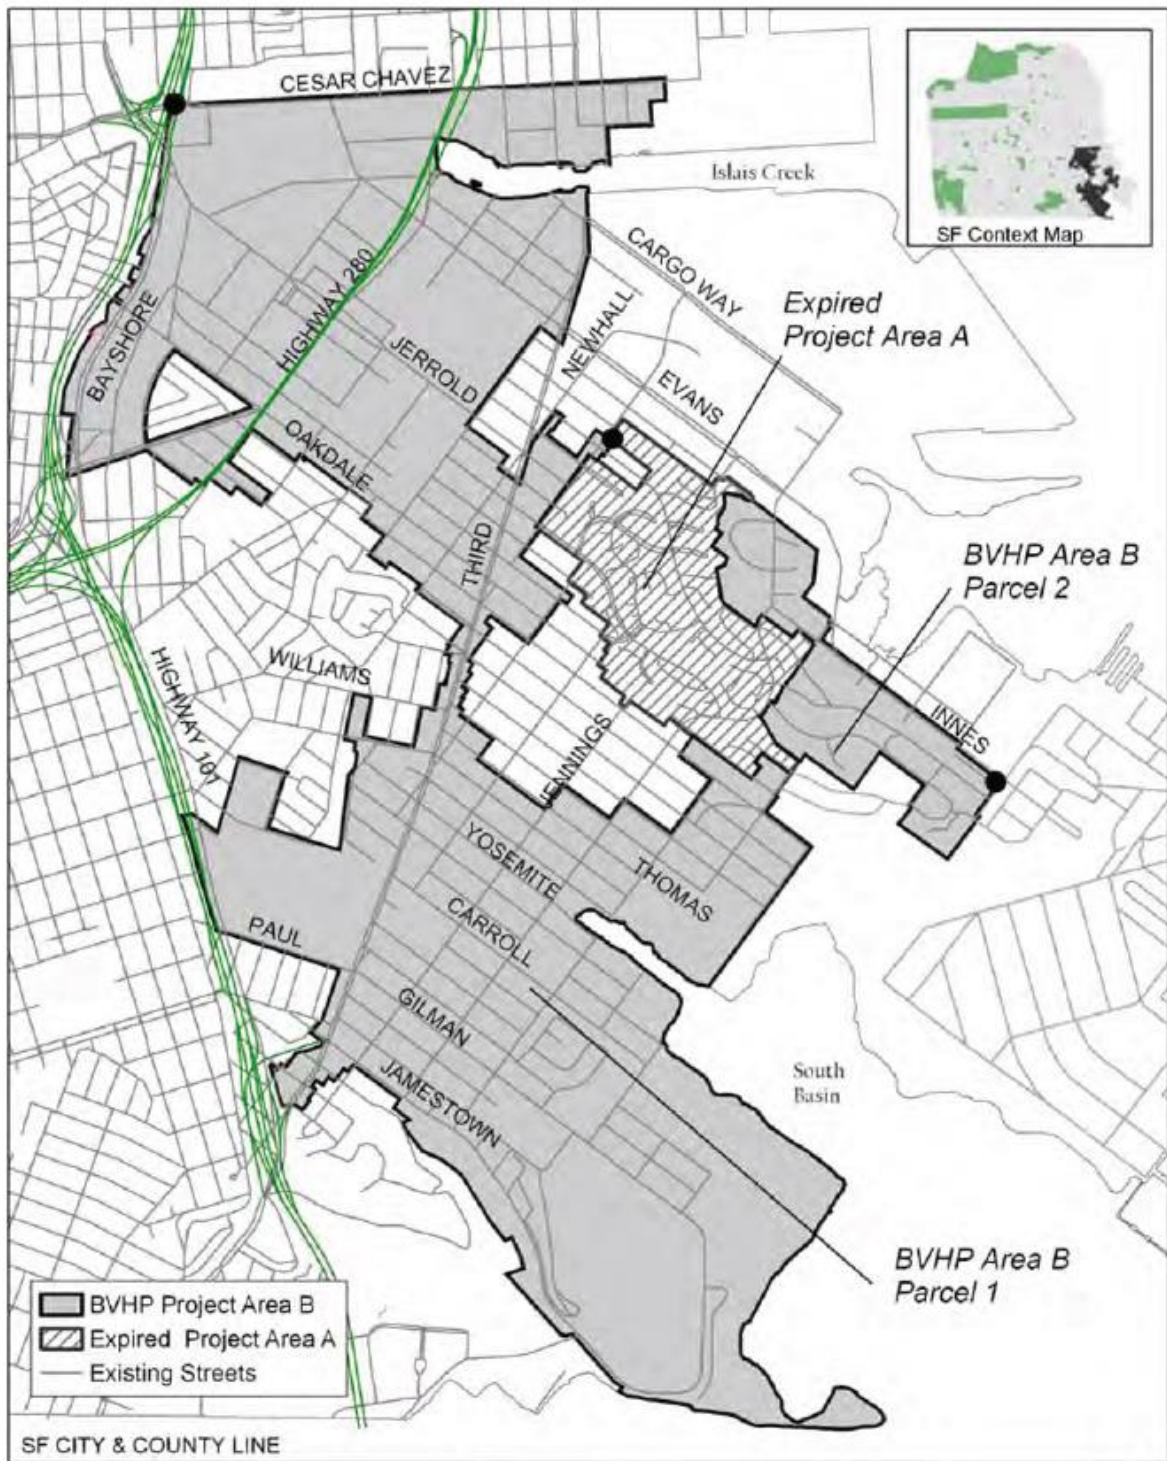 CESAR CHAVEZ
Islais Creek
SF Context Map
CARGO WAY
HIGHWAY 280
NEWHALL
Expired
Project Area A
BAYSHORE
JERROLD
EVANS
OAKDALE
THIRD
BVHP Area B
Parcel 2
WILLIAMS
HIGHWAY 101
INNES
JENNINGS
YOSEMITE
THOMAS
CARROLL
PAUL
GILMAN
JAMESTOWN
South
Basin
BVHP Area B
Parcel 1
BVHP Project Area B
Expired Project Area A
Existing Streets
SF CITY & COUNTY LINE